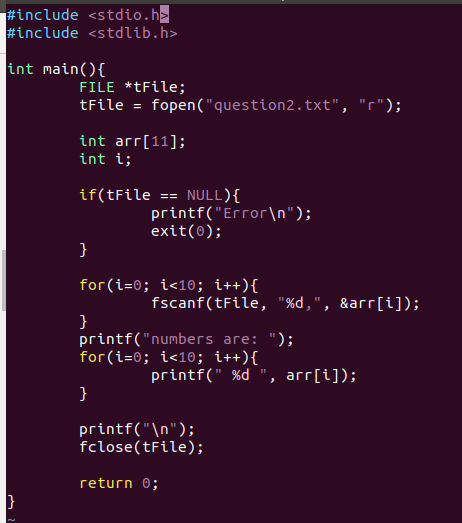 #include <stdio.h>
#include <stdlib.h>

int main(){
        FILE *tFile;
        tFile = fopen("question2.txt", "r");

        int arr[11];
        int i;

        if(tFile == NULL){
                printf("Error\n");
                exit(0);
        }

        for(i=0; i<10; i++){
                fscanf(tFile, "%d,", &arr[i]);
        }
        printf("numbers are: ");
        for(i=0; i<10; i++){
                printf(" %d ", arr[i]);
        }

        printf("\n");
        fclose(tFile);

        return 0;
}
~